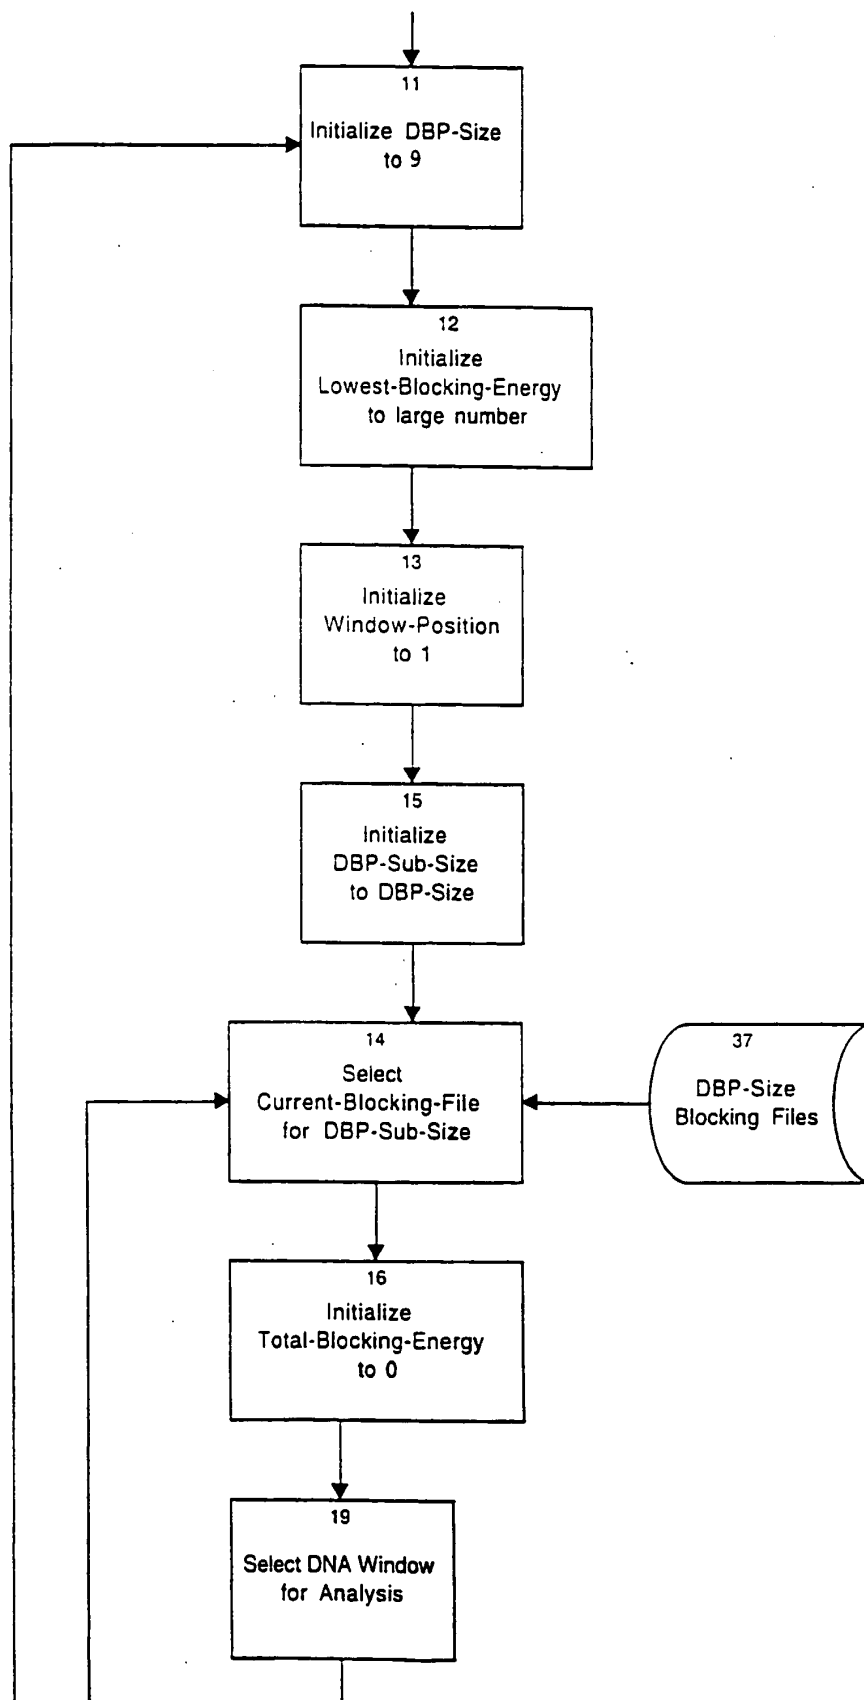 11
Initialize DBP-Size
to 9
12
Initialize
Lowest-Blocking-Energy
to large number
13
Initialize
Window-Position
to 1
15
Initialize
DBP-Sub-Size
to DBP-Size
14
Select
Current-Blocking-File
for DBP-Sub-Size
37
DBP-Size
Blocking Files
16
Initialize
Total-Blocking-Energy
to 0
19
Select DNA Window
for Analysis